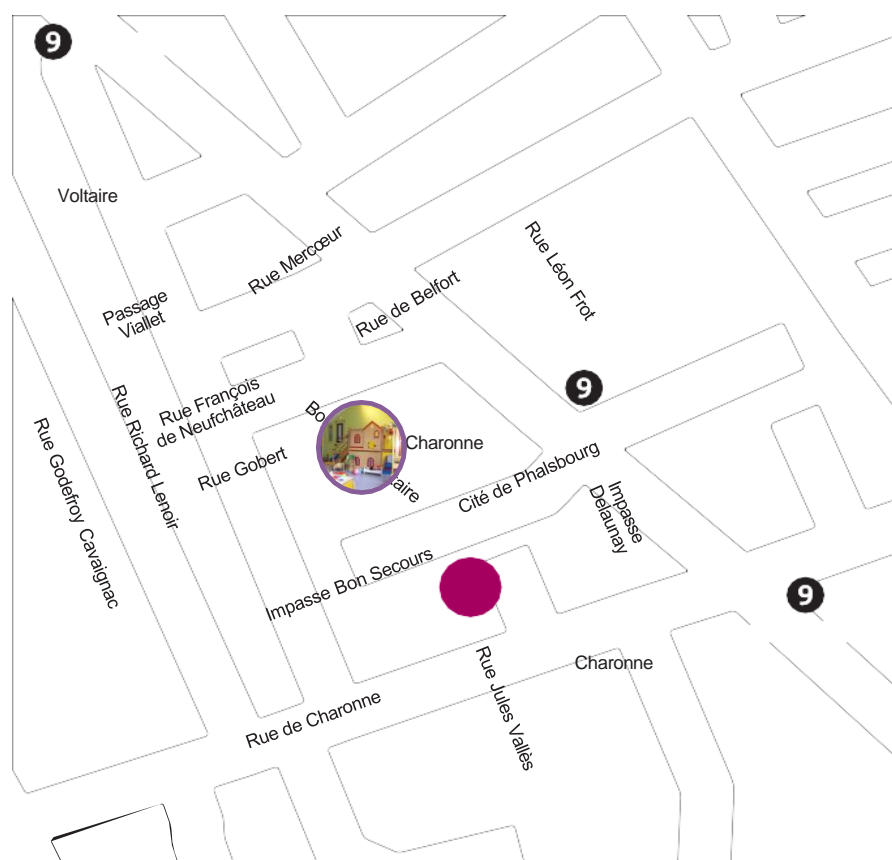 9
Voltaire
Rue Mercœur
Rue Léon Frot
Passage
Viallet
Rue de Belfort
9
Rue François
de Neufchâteau
Rue Richard Lenoir
Rue Godefroy Cavaignac
Rue Gobert
Bo
taire
Charonne
Cité de Phalsbourg
Impasse
Delaunay
Impasse Bon Secours
9
Charonne
Rue Jules Vallès
Rue de Charonne